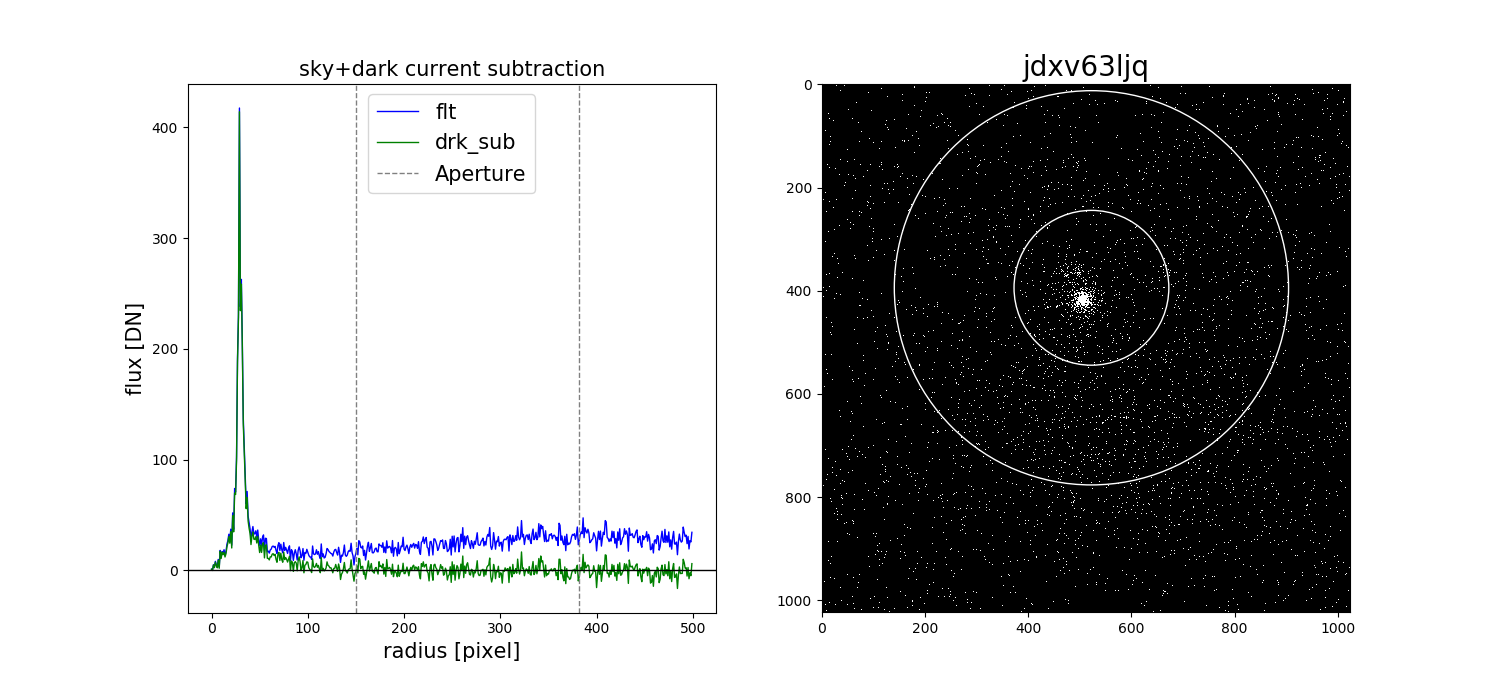 sky+dark current subtraction
flt
drk_sub
Aperture
400
300
200
100
0
flux [DN]
0 100 200 300 400 500
radius [pixel]
jdxv63ljq
0
200
400
600
800
1000
0 200 400 600 800 1000